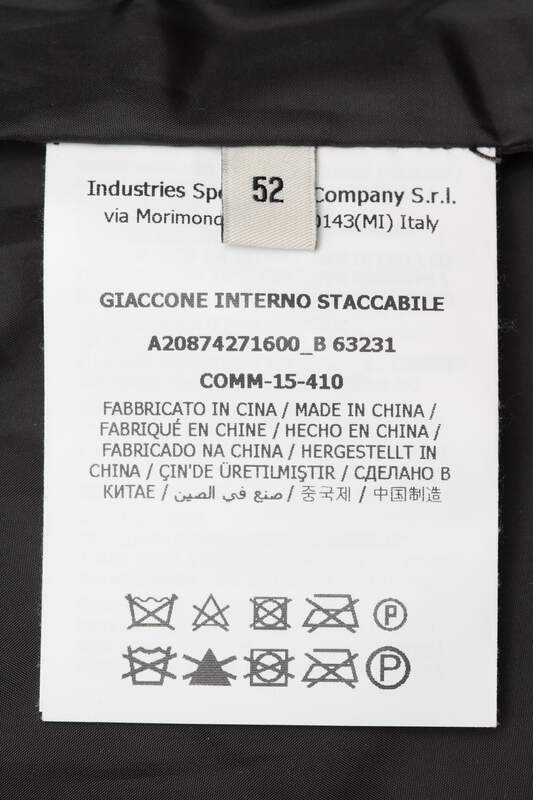 Industries Company S.r.l.
via 0143(MI) Italy
52
GIACCONE INTERNO STACCABILE
A20874271600_B 63231
COMM-15-410
FABBRICATO IN CINA / MADE IN CHINA /
FABRIQUÉ EN CHINE / HECHO EN CHINA /
FABRICADO NA CHINA / HERGESTELLT IN
CHINA / ÇIN'DE ÜRETILMIŞTIR / СДЕЛАНО В
КИТАЕ / صنع في الصين / 중국제 / 中国制造
P
P